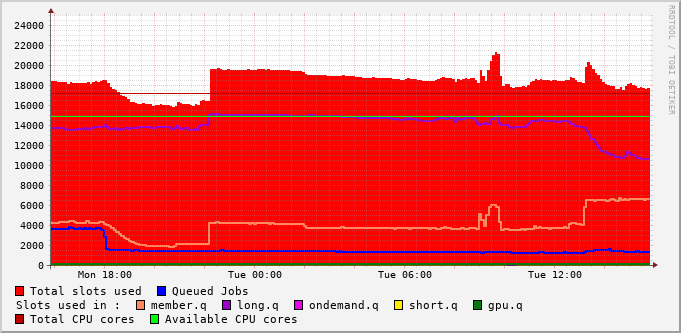 RRDTOOL / TOBI OETIKER
24000
22000
20000
18000
16000
14000
12000
10000
8000
6000
4000
2000
0
Mon 18:00 Tue 00:00 Tue 06:00 Tue 12:00
Total slots used Queued Jobs
Slots used in : member.q long.q ondemand.q short.q gpu.q
Total CPU cores Available CPU cores